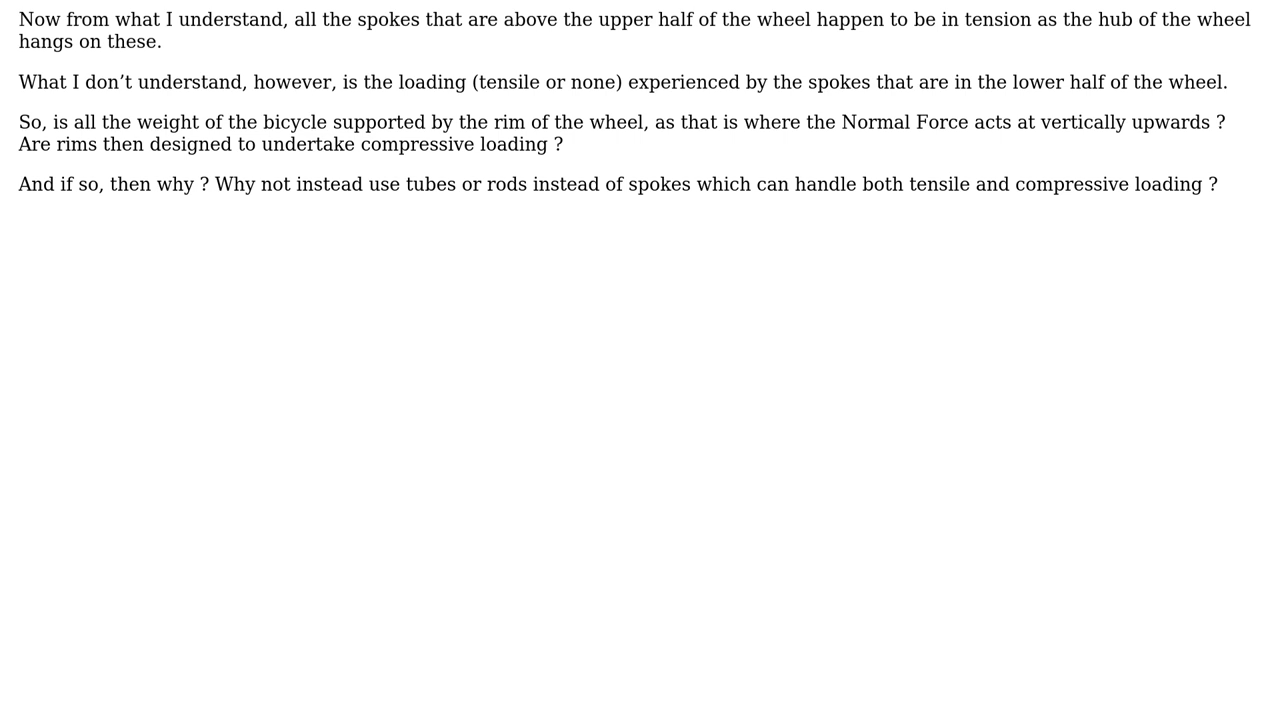 Now from what I understand, all the spokes that are above the upper half of the wheel happen to be in tension as the hub of the wheel
hangs on these.
What I don’t understand, however, is the loading (tensile or none) experienced by the spokes that are in the lower half of the wheel.
So, is all the weight of the bicycle supported by the rim of the wheel, as that is where the Normal Force acts at vertically upwards ?
Are rims then designed to undertake compressive loading ?
And if so, then why ? Why not instead use tubes or rods instead of spokes which can handle both tensile and compressive loading ?